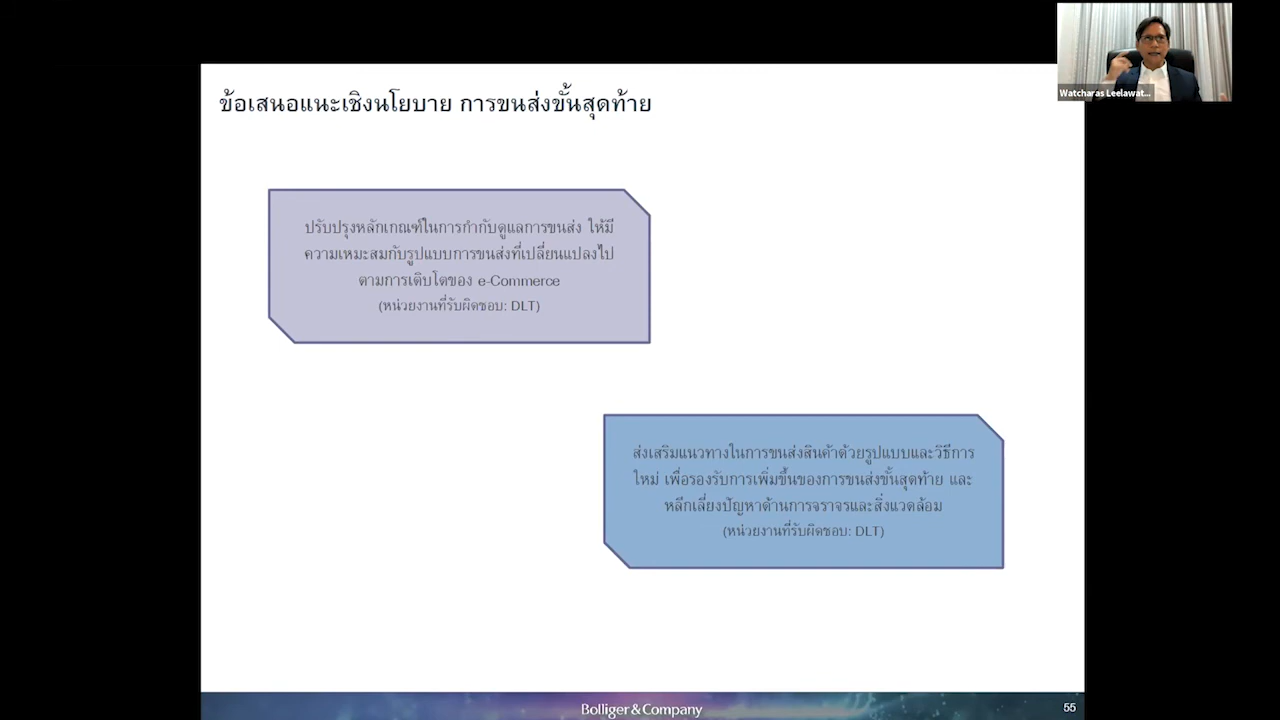 Watcharas Leelawat...
ข้อเสนอแนะเชิงนโยบาย การขนส่งขั้นสุดท้าย
ปรับปรุงหลักเกณฑ์ในการกำกับดูแลการขนส่ง ให้มี
ความเหมะสมกับรูปแบบการขนส่งที่เปลี่ยนแปลงไป
ตามการเติบโตของ e-Commerce
(หน่วยงานที่รับผิดชอบ: DLT)
ส่งเสริมแนวทางในการขนส่งสินค้าด้วยรูปแบบและวิธีการ
ใหม่ เพื่อรองรับการเพิ่มขึ้นของการขนส่งขั้นสุดท้าย และ
หลีกเลี่ยงปัญหาด้านการจราจรและสิ่งแวดล้อม
(หน่วยงานที่รับผิดชอบ: DLT)
Bolliger & Company
55